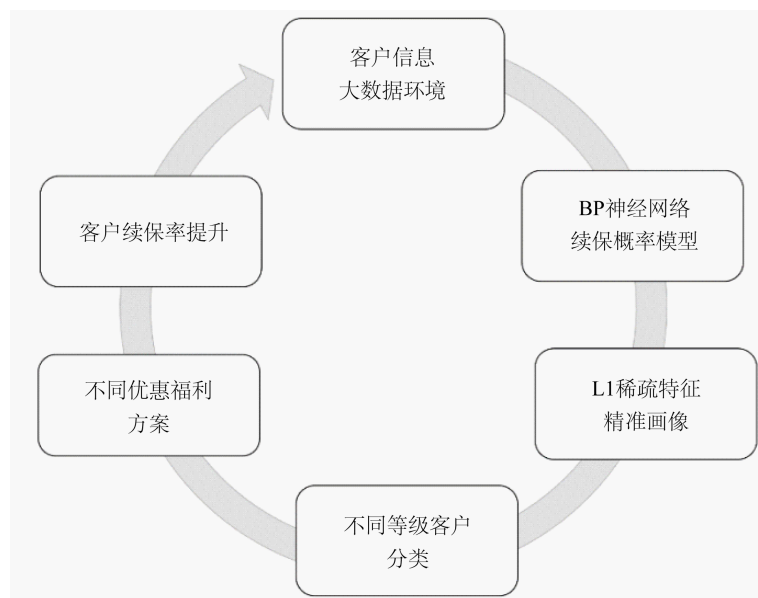 客户信息
大数据环境
BP神经网络
续保概率模型
L1稀疏特征
精准画像
不同等级客户
分类
不同优惠福利
方案
客户续保率提升